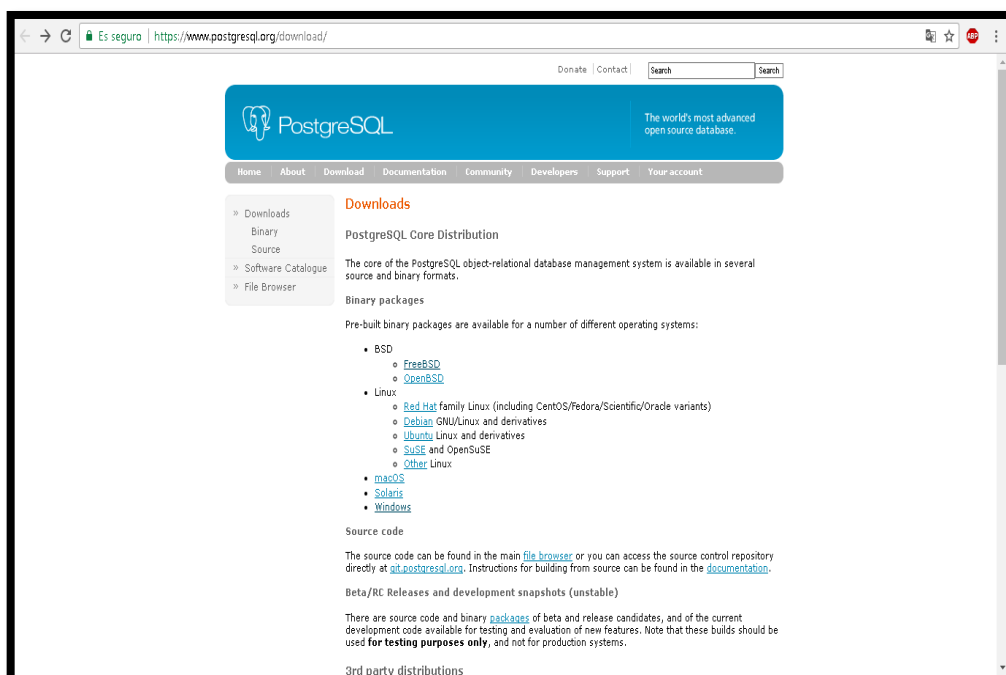 Es seguro | https://www.postgresql.org/download/
ABP
Donate | Contact |
Search Search
PostgreSQL
The world's most advanced
open source database.
Home About Download Documentation Community Developers Support Your account
» Downloads
Binary
Source
» Software Catalogue
» File Browser
Downloads
PostgreSQL Core Distribution
The core of the PostgreSQL object-relational database management system is available in several
source and binary formats.
Binary packages
Pre-built binary packages are available for a number of different operating systems:
• BSD
o FreeBSD
o OpenBSD
• Linux
o Red Hat family Linux (including CentOS/Fedora/Scientific/Oracle variants)
o Debian GNU/Linux and derivatives
o Ubuntu Linux and derivatives
o SuSE and OpenSuSE
o Other Linux
• macOS
• Solaris
• Windows
Source code
The source code can be found in the main file browser or you can access the source control repository
directly at git.postgresql.org. Instructions for building from source can be found in the documentation.
Beta/RC Releases and development snapshots (unstable)
There are source code and binary packages of beta and release candidates, and of the current
development code available for testing and evaluation of new features. Note that these builds should be
used for testing purposes only, and not for production systems.
3rd party distributions